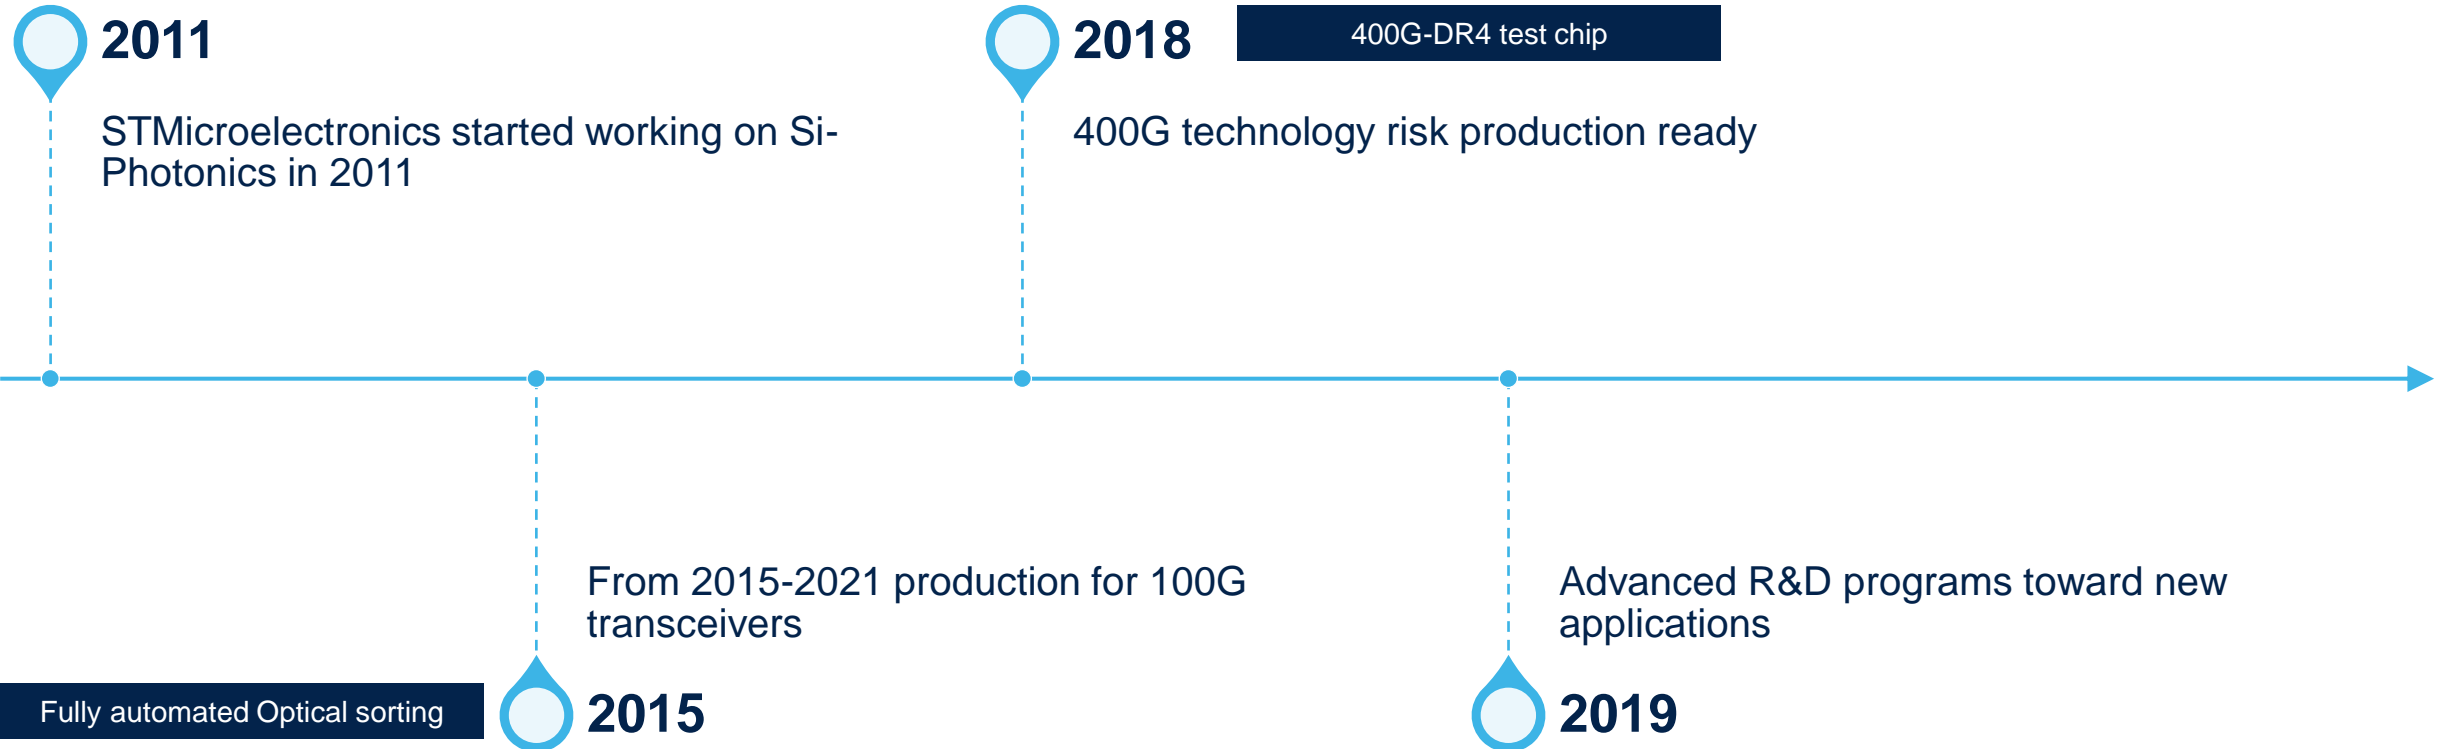 2011
STMicroelectronics started working on Si-
Photonics in 2011
2018
400G-DR4 test chip
400G technology risk production ready
From 2015-2021 production for 100G
transceivers
Fully automated Optical sorting
2015
Advanced R&D programs toward new
applications
2019